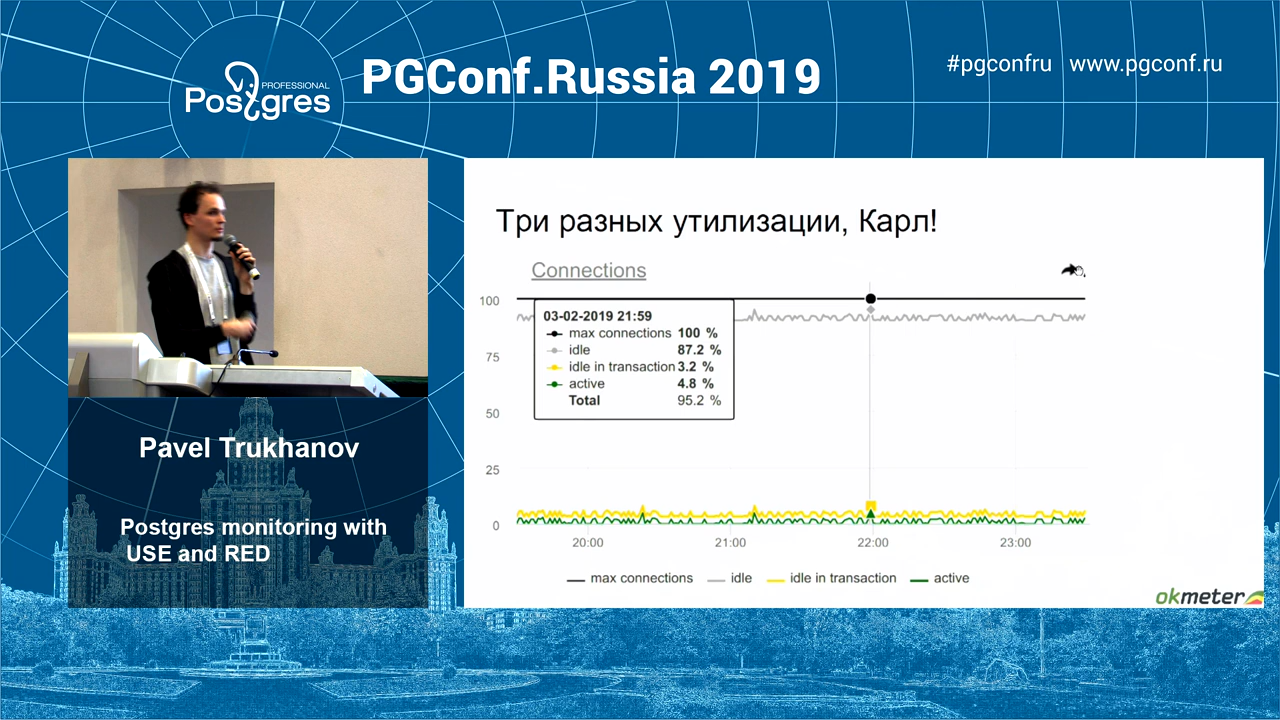 PROFESSIONAL
Postgres
PGConf.Russia 2019
#pgconfru www.pgconf.ru
Три разных утилизации, Карл!
Connections
100
75
50
25
0
03-02-2019 21:59
max connections 100 %
idle 87.2 %
idle in transaction 3.2 %
active 4.8 %
Total 95.2 %
20:00 21:00 22:00 23:00
max connections idle idle in transaction active
okmeter
Pavel Trukhanov
Postgres monitoring with
USE and RED